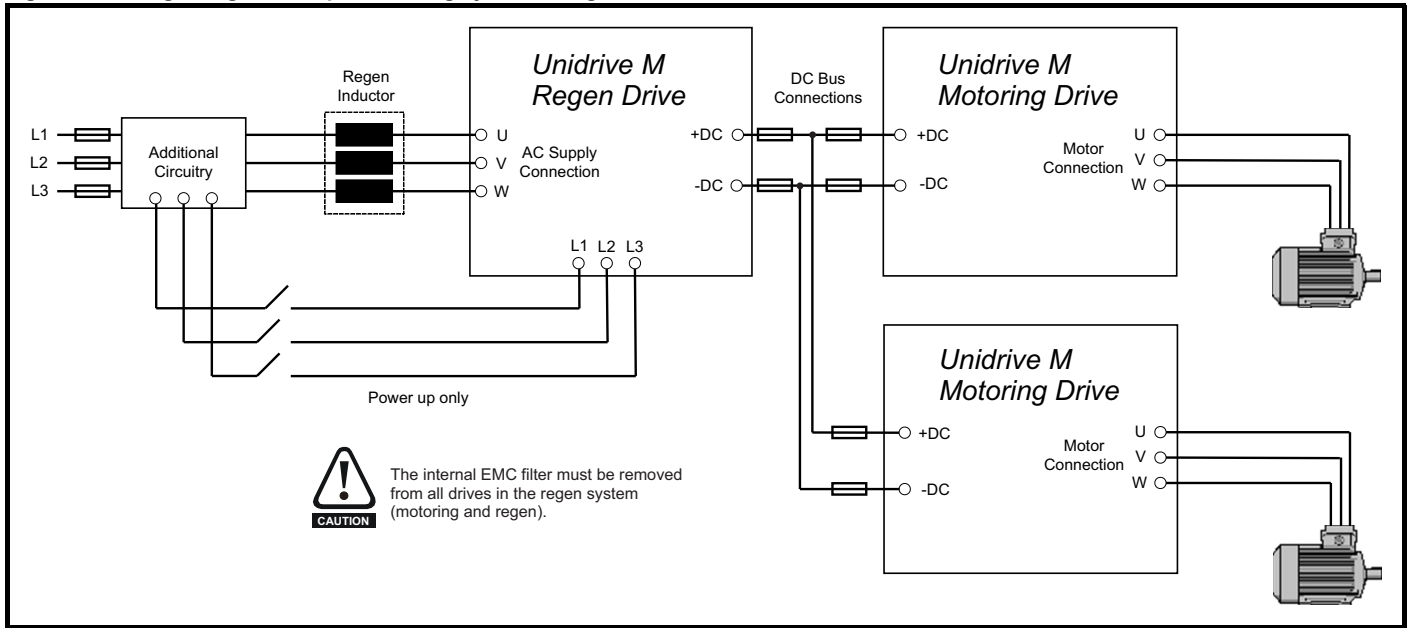 Unidrive M
Regen Drive
Unidrive M
Motoring Drive
Regen
Inductor
DC Bus
Connections
L1
L2
L3
Additional
Circuitry
U
V
W
AC Supply
Connection
+DC
-DC
+DC
-DC
Motor
Connection
U
V
W
L1 L2 L3
Power up only
Unidrive M
Motoring Drive
+DC
-DC
Motor
Connection
U
V
W
CAUTION
The internal EMC filter must be removed
from all drives in the regen system
(motoring and regen).